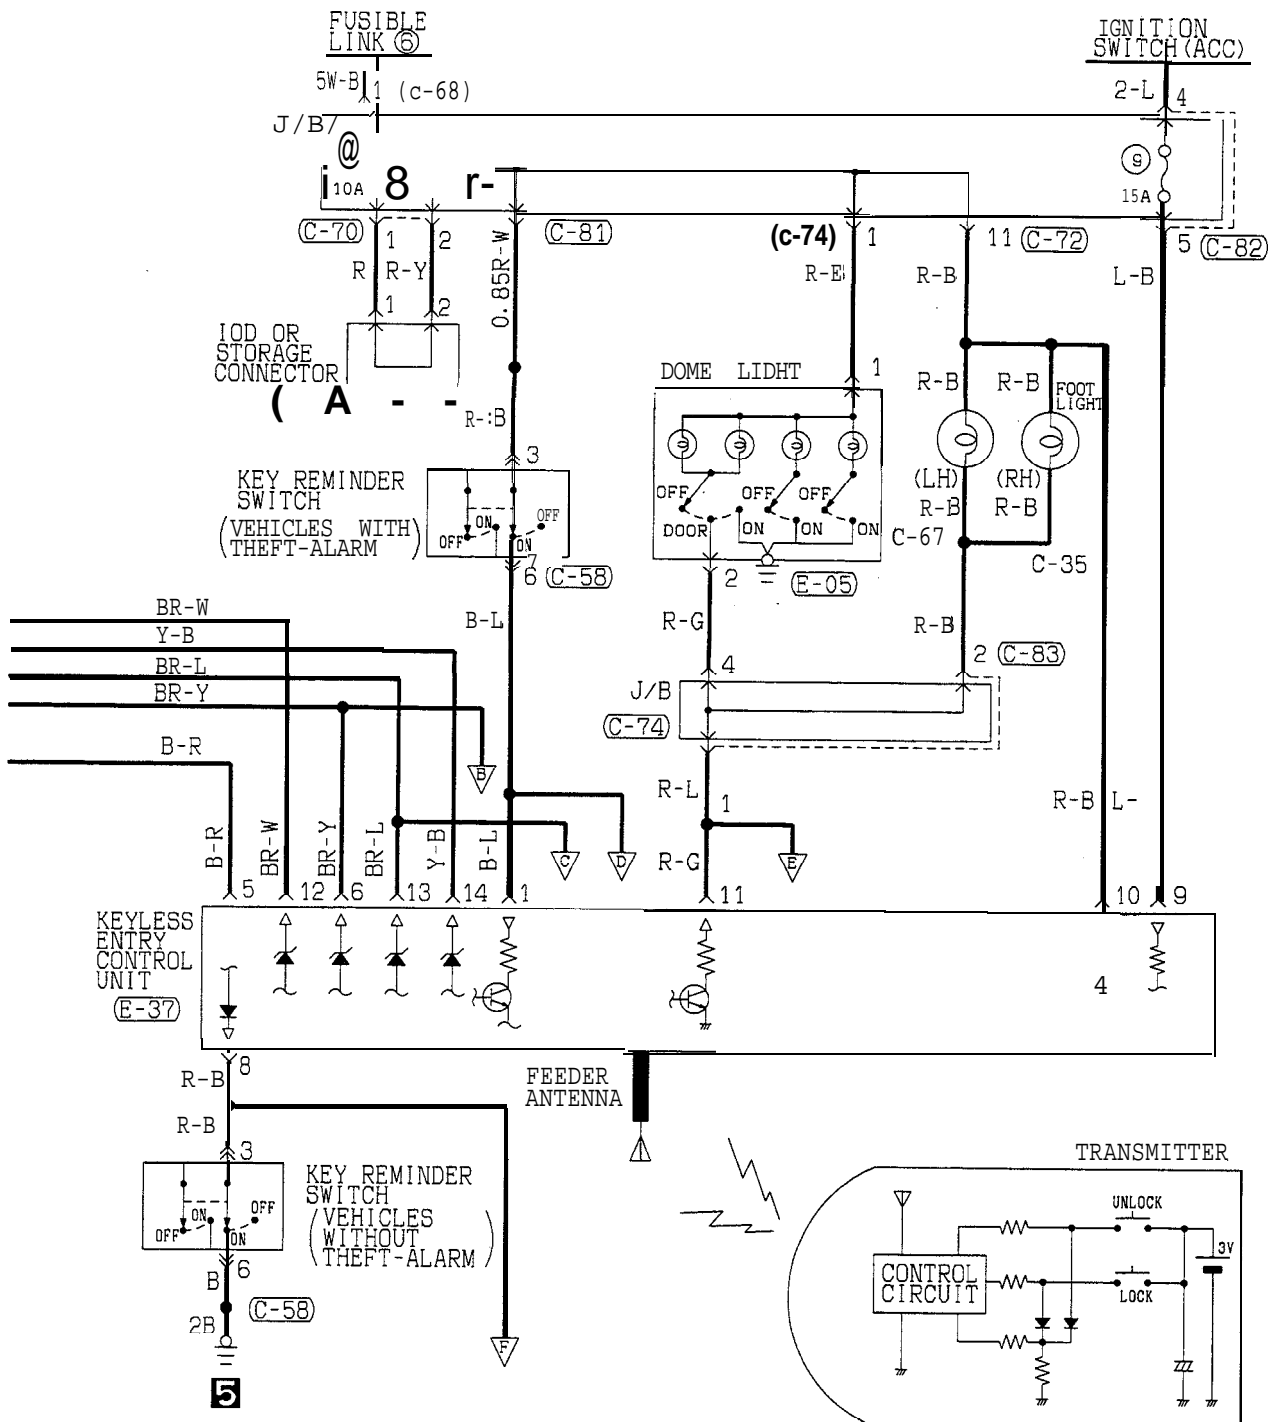 FUSIBLE
LINK ⑥
IGNITION
SWITCH(ACC)
5W-B
1 (c-68)
2-L 4
J/B/
@
i 10A 8 r-
9
15A
C-70
1 2
C-81
(c-74) 1
11 C-72
5 C-82
R R-Y
0.85R-W
R-E
R-B
L-B
1 2
IOD OR
STORAGE
CONNECTOR
( A - -
R-:B
DOME LIDHT
1
R-B
R-B
FOOT
LIGHT
3
KEY REMINDER
SWITCH
(VEHICLES WITH
THEFT-ALARM)
OFF
ON
OFF
ON
7
6 C-58
OFF
OFF
OFF
DOOR
ON
ON
ON
(LH)
(RH)
R-B
R-B
C-67
C-35
2
E-05
BR-W
B-L
R-G
R-B
Y-B
BR-L
BR-Y
4
2 C-83
J/B
C-74
B-R
B
R-L
1
R-B L-
B-R
BR-W
BR-Y
BR-L
Y-B
B-L
C
D
R-G
E
5 12 6 13 14 1 11 10 9
KEYLESS
ENTRY
CONTROL
UNIT
E-37
4
8
R-B
FEEDER
ANTENNA
R-B
3
TRANSMITTER
KEY REMINDER
SWITCH
(VEHICLES
WITHOUT
THEFT-ALARM)
OFF
ON
OFF
ON
UNLOCK
3V
CONTROL
CIRCUIT
LOCK
B 6
C-58
2B
F
5